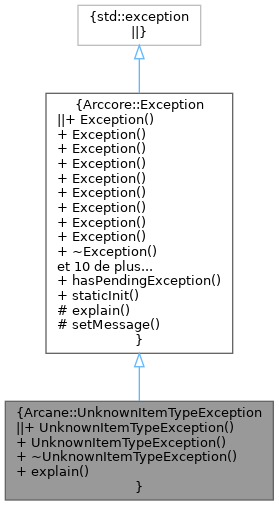 {std::exception
||}
{Arccore::Exception
||+ Exception()
+ Exception()
+ Exception()
+ Exception()
+ Exception()
+ Exception()
+ Exception()
+ Exception()
+ Exception()
+ ~Exception()
et 10 de plus...
+ hasPendingException()
+ staticInit()
# explain()
# setMessage()
}
{Arcane::UnknownItemTypeException
||+ UnknownItemTypeException()
+ UnknownItemTypeException()
+ ~UnknownItemTypeException()
+ explain()
}